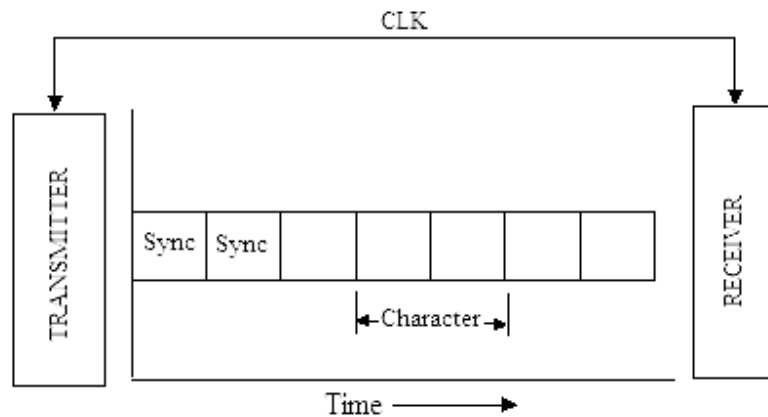 CLK
TRANSMITTER
Sync Sync
Character
RECEIVER
Time